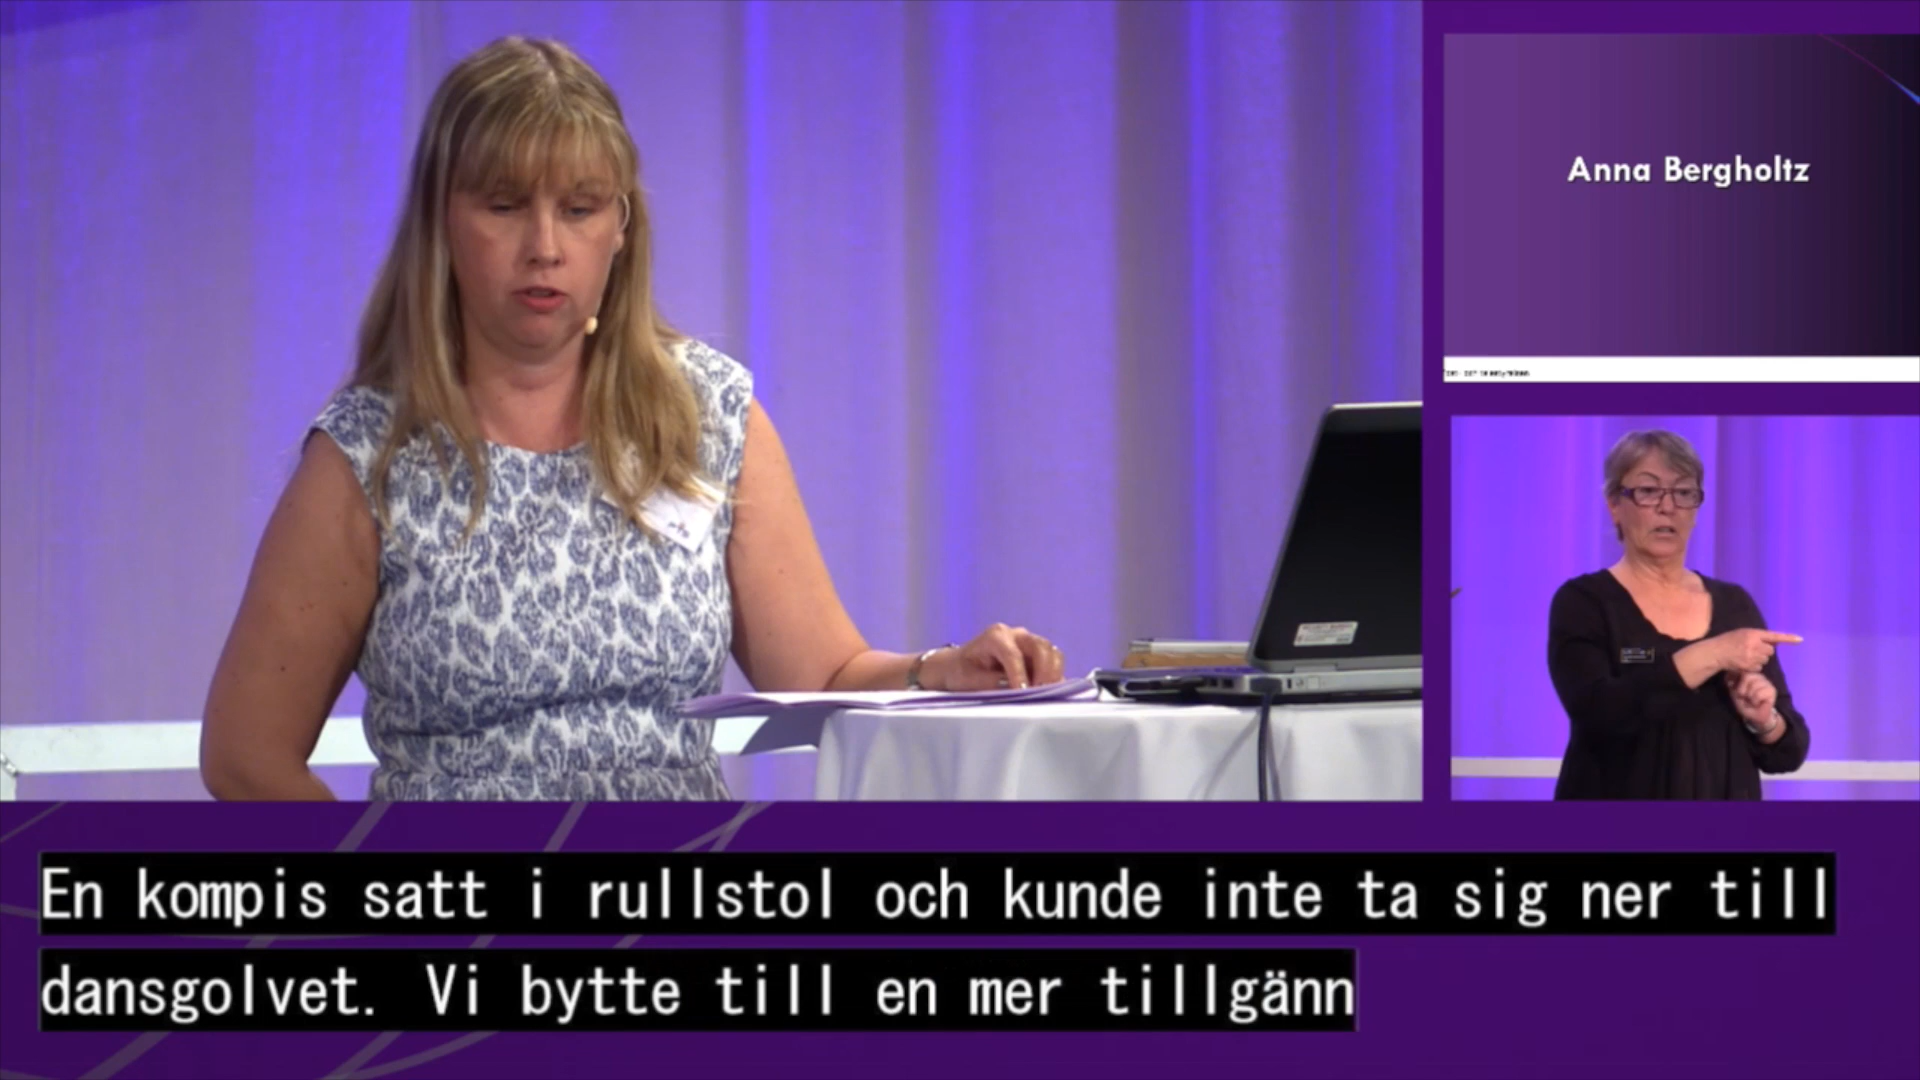 Anna Bergholtz
En kompis satt i rullstol och kunde inte ta sig ner till
dansgolvet. Vi bytte till en mer tillgänn